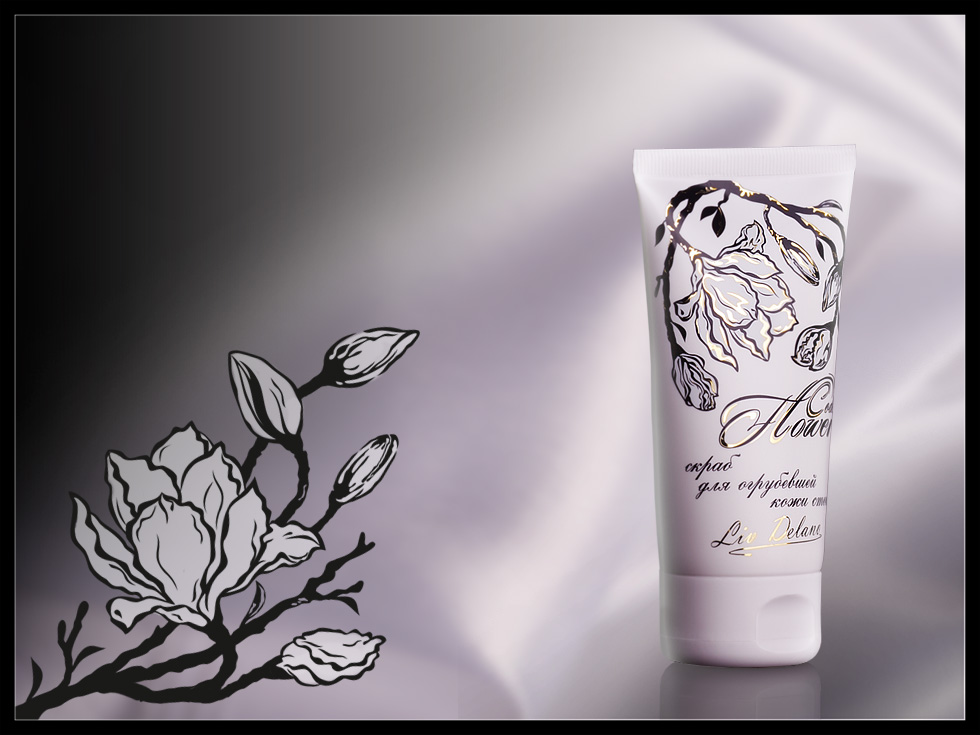 Flower
скраб
для огрубевшей
кожи
Liv Delano